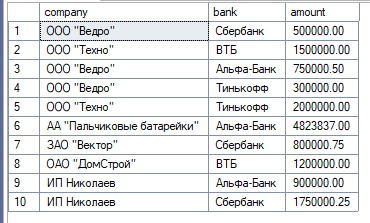 company bank amount
1 ООО "Ведро" Сбербанк 500000.00
2 ООО "Техно" ВТБ 1500000.00
3 ООО "Ведро" Альфа-Банк 750000.50
4 ООО "Ведро" Тинькофф 300000.00
5 ООО "Техно" Тинькофф 2000000.00
6 АА "Пальчиковые батарейки" Альфа-Банк 4823837.00
7 ЗАО "Вектор" Сбербанк 800000.75
8 ОАО "ДомСтрой" ВТБ 1200000.00
9 ИП Николаев Альфа-Банк 900000.00
10 ИП Николаев Сбербанк 1750000.25